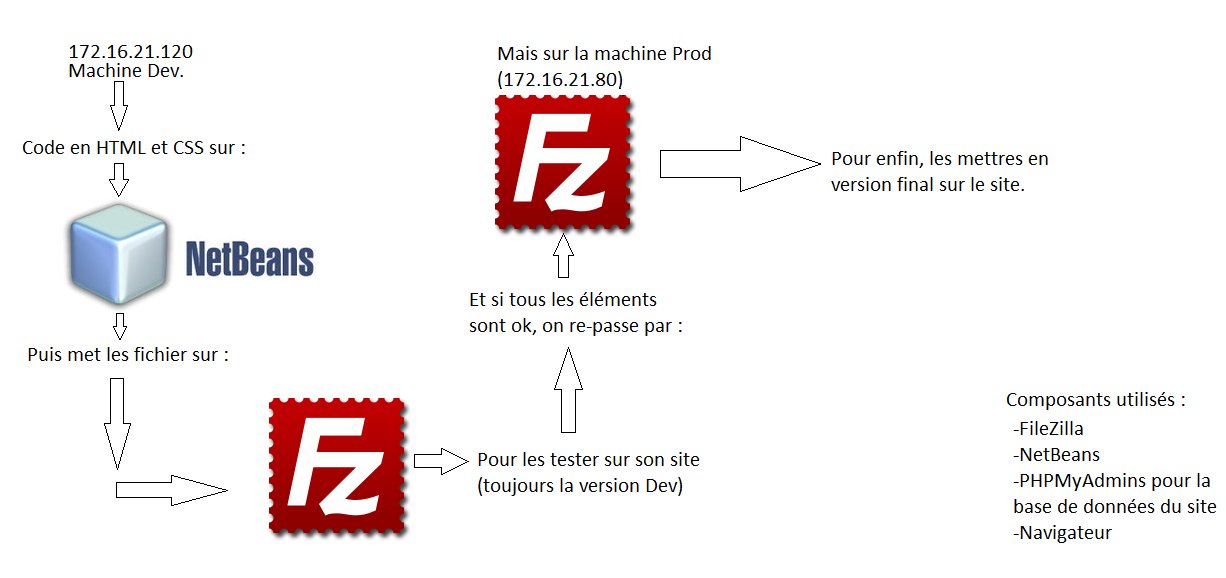 172.16.21.120
Machine Dev.
Code en HTML et CSS sur :
NetBeans
Puis met les fichier sur :
Fz
Pour les tester sur son site
(toujours la version Dev)
Et si tous les éléments
sont ok, on re-passe par :
Mais sur la machine Prod
(172.16.21.80)
Fz
Pour enfin, les mettres en
version final sur le site.
Composants utilisés :
-FileZilla
-NetBeans
-PHPMyAdmins pour la
base de données du site
-Navigateur